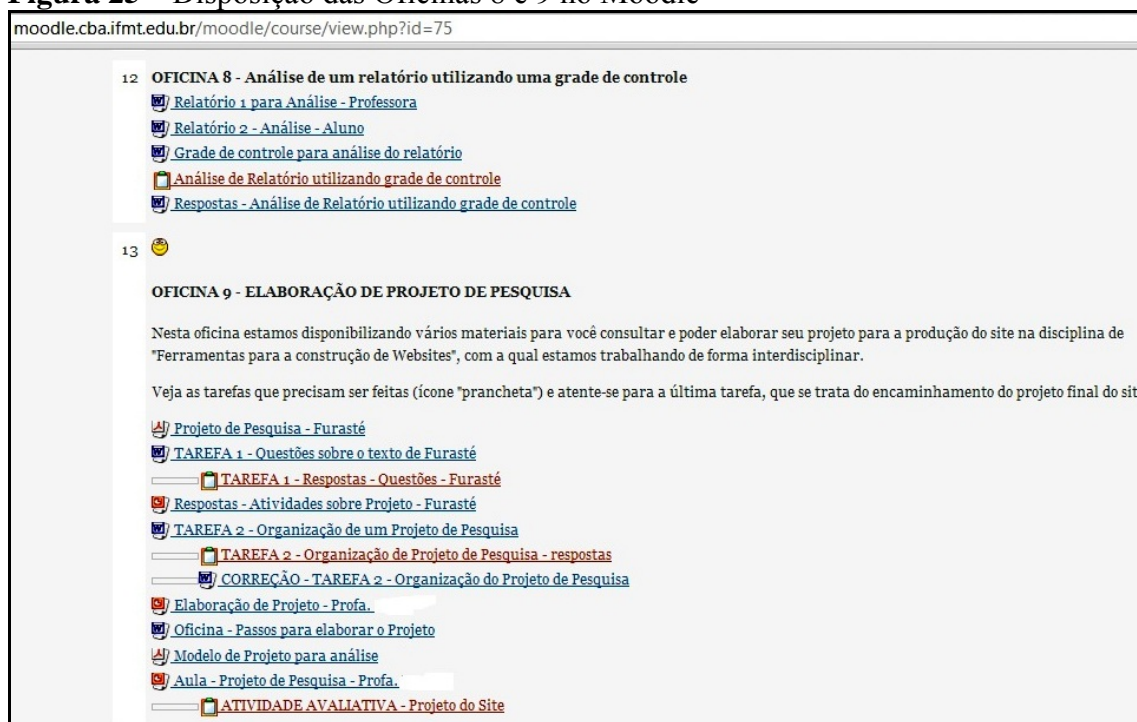 Figura 25 – Disposição das Oficinas 8 e 9 no Moodle
moodle.cba.ifmt.edu.br/moodle/course/view.php?id=75
12 OFICINA 8 - Análise de um relatório utilizando uma grade de controle
Relatório 1 para Análise - Professora
Relatório 2 - Análise - Aluno
Grade de controle para análise do relatório
Análise de Relatório utilizando grade de controle
Respostas - Análise de Relatório utilizando grade de controle
13
OFICINA 9 - ELABORAÇÃO DE PROJETO DE PESQUISA
Nesta oficina estamos disponibilizando vários materiais para você consultar e poder elaborar seu projeto para a produção do site na disciplina de
"Ferramentas para a construção de Websites", com a qual estamos trabalhando de forma interdisciplinar.
Veja as tarefas que precisam ser feitas (ícone "prancheta") e atente-se para a última tarefa, que se trata do encaminhamento do projeto final do sit
Projeto de Pesquisa - Furasté
TAREFA 1 - Questões sobre o texto de Furasté
TAREFA 1 - Respostas - Questões - Furasté
Respostas - Atividades sobre Projeto - Furasté
TAREFA 2 - Organização de um Projeto de Pesquisa
TAREFA 2 - Organização de Projeto de Pesquisa - respostas
CORREÇÃO - TAREFA 2 - Organização do Projeto de Pesquisa
Elaboração de Projeto - Profa.
Oficina - Passos para elaborar o Projeto
Modelo de Projeto para análise
Aula - Projeto de Pesquisa - Profa.
ATIVIDADE AVALIATIVA - Projeto do Site